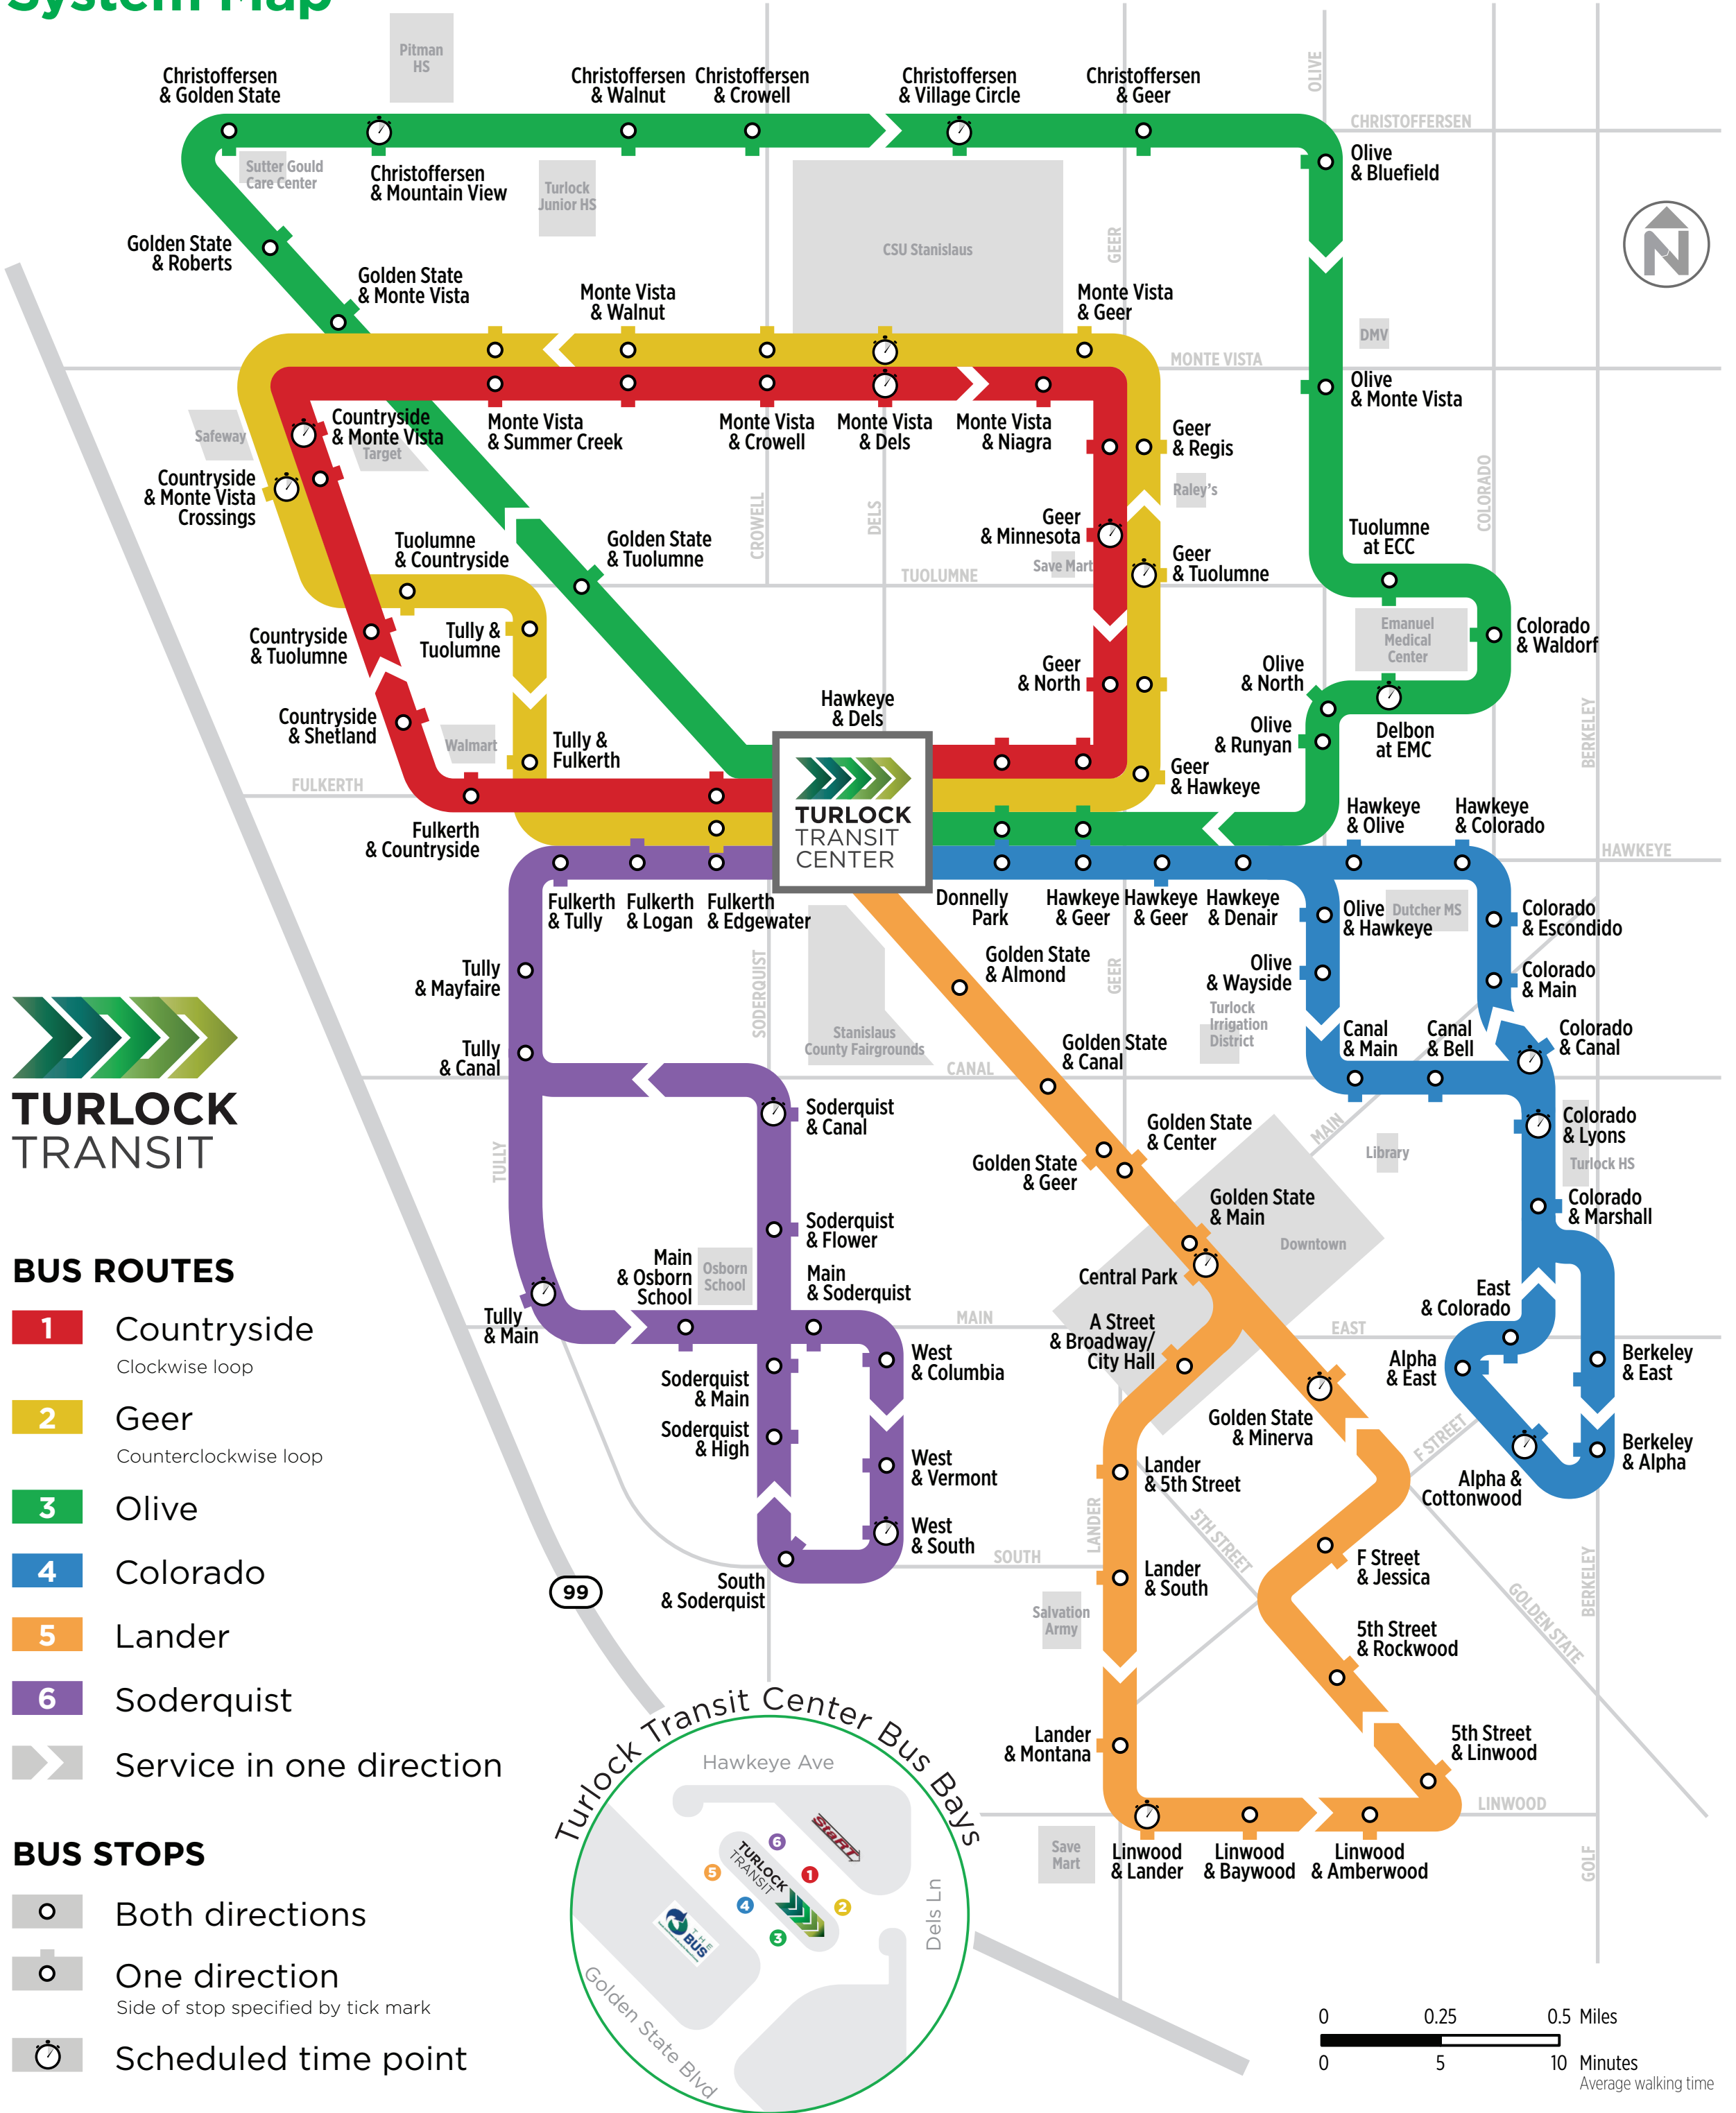 System Map
Pitman
HS
Christoffersen
& Golden State
Christoffersen
& Walnut
Christoffersen
& Crowell
Christoffersen
& Village Circle
Christoffersen
& Geer
OLIVE
CHRISTOFFERSEN
Sutter Gould
Care Center
Christoffersen
& Mountain View
Turlock
Junior HS
Olive
& Bluefield
CSU Stanislaus
GEER
N
Golden State
& Roberts
Golden State
& Monte Vista
Monte Vista
& Walnut
Monte Vista
& Geer
DMV
MONTE VISTA
Olive
& Monte Vista
Safeway
Countryside
& Monte Vista
Target
Monte Vista
& Summer Creek
Monte Vista
& Crowell
Monte Vista
& Dels
Monte Vista
& Niagra
Geer
& Regis
Countryside
& Monte Vista
Crossings
Raley's
CROWELL
DELS
COLORADO
Geer
& Minnesota
Save Mart
Tuolumne
& Countryside
Golden State
& Tuolumne
TUOLUMNE
Geer
& Tuolumne
Tuolumne
at ECC
Emanuel
Medical
Center
Colorado
& Waldorf
Countryside
& Tuolumne
Tully &
Tuolumne
Geer
& North
Olive
& North
Hawkeye
& Dels
Countryside
& Shetland
Walmart
Tully &
Fulkerth
Olive
& Runyan
Delbon
at EMC
BERKELEY
FULKERTH
TURLOCK
TRANSIT
CENTER
Geer
& Hawkeye
Fulkerth
& Countryside
Hawkeye
& Olive
Hawkeye
& Colorado
HAWKEYE
Fulkerth
& Tully
Fulkerth
& Logan
Fulkerth
& Edgewater
Donnelly
Park
Hawkeye
& Geer
Hawkeye
& Geer
Hawkeye
& Denair
Olive
& Hawkeye
Dutcher MS
Colorado
& Escondido
Tully
& Mayfaire
SODERQUIST
Golden State
& Almond
GEER
Olive
& Wayside
Colorado
& Main
Turlock
Irrigation
District
Stanislaus
County Fairgrounds
Tully
& Canal
Golden State
& Canal
CANAL
Canal
& Main
Canal
& Bell
Colorado
& Canal
TURLOCK
TRANSIT
Soderquist
& Canal
Golden State
& Center
MAIN
Colorado
& Lyons
Library
Turlock HS
TULLY
Golden State
& Geer
Golden State
& Main
Colorado
& Marshall
Soderquist
& Flower
Downtown
BUS ROUTES
Main
& Osborn
School
Osborn
School
Main
& Soderquist
Central Park
East
& Colorado
1 Countryside
Clockwise loop
Tully
& Main
MAIN
A Street
& Broadway/
City Hall
EAST
West
& Columbia
Alpha
& East
Berkeley
& East
Soderquist
& Main
2 Geer
Counterclockwise loop
Soderquist
& High
Golden State
& Minerva
F STREET
Berkeley
& Alpha
West
& Vermont
Lander
& 5th Street
Alpha &
Cottonwood
3 Olive
West
& South
LANDER
5TH STREET
SOUTH
F Street
& Jessica
4 Colorado
South
& Soderquist
99
Lander
& South
GOLDEN STATE
BERKELEY
Salvation
Army
5 Lander
5th Street
& Rockwood
6 Soderquist
Service in one direction
Lander
& Montana
5th Street
& Linwood
LINWOOD
Save
Mart
Linwood
& Lander
Linwood
& Baywood
Linwood
& Amberwood
GOLF
Turlock Transit Center Bus Bays
Hawkeye Ave
StaRT
6
5
TURLOCK
TRANSIT
1
4
2
3
THE
BUS
Dels Ln
Golden State Blvd
BUS STOPS
Both directions
One direction
Side of stop specified by tick mark
Scheduled time point
0 0.25 0.5 Miles
0 5 10 Minutes
Average walking time